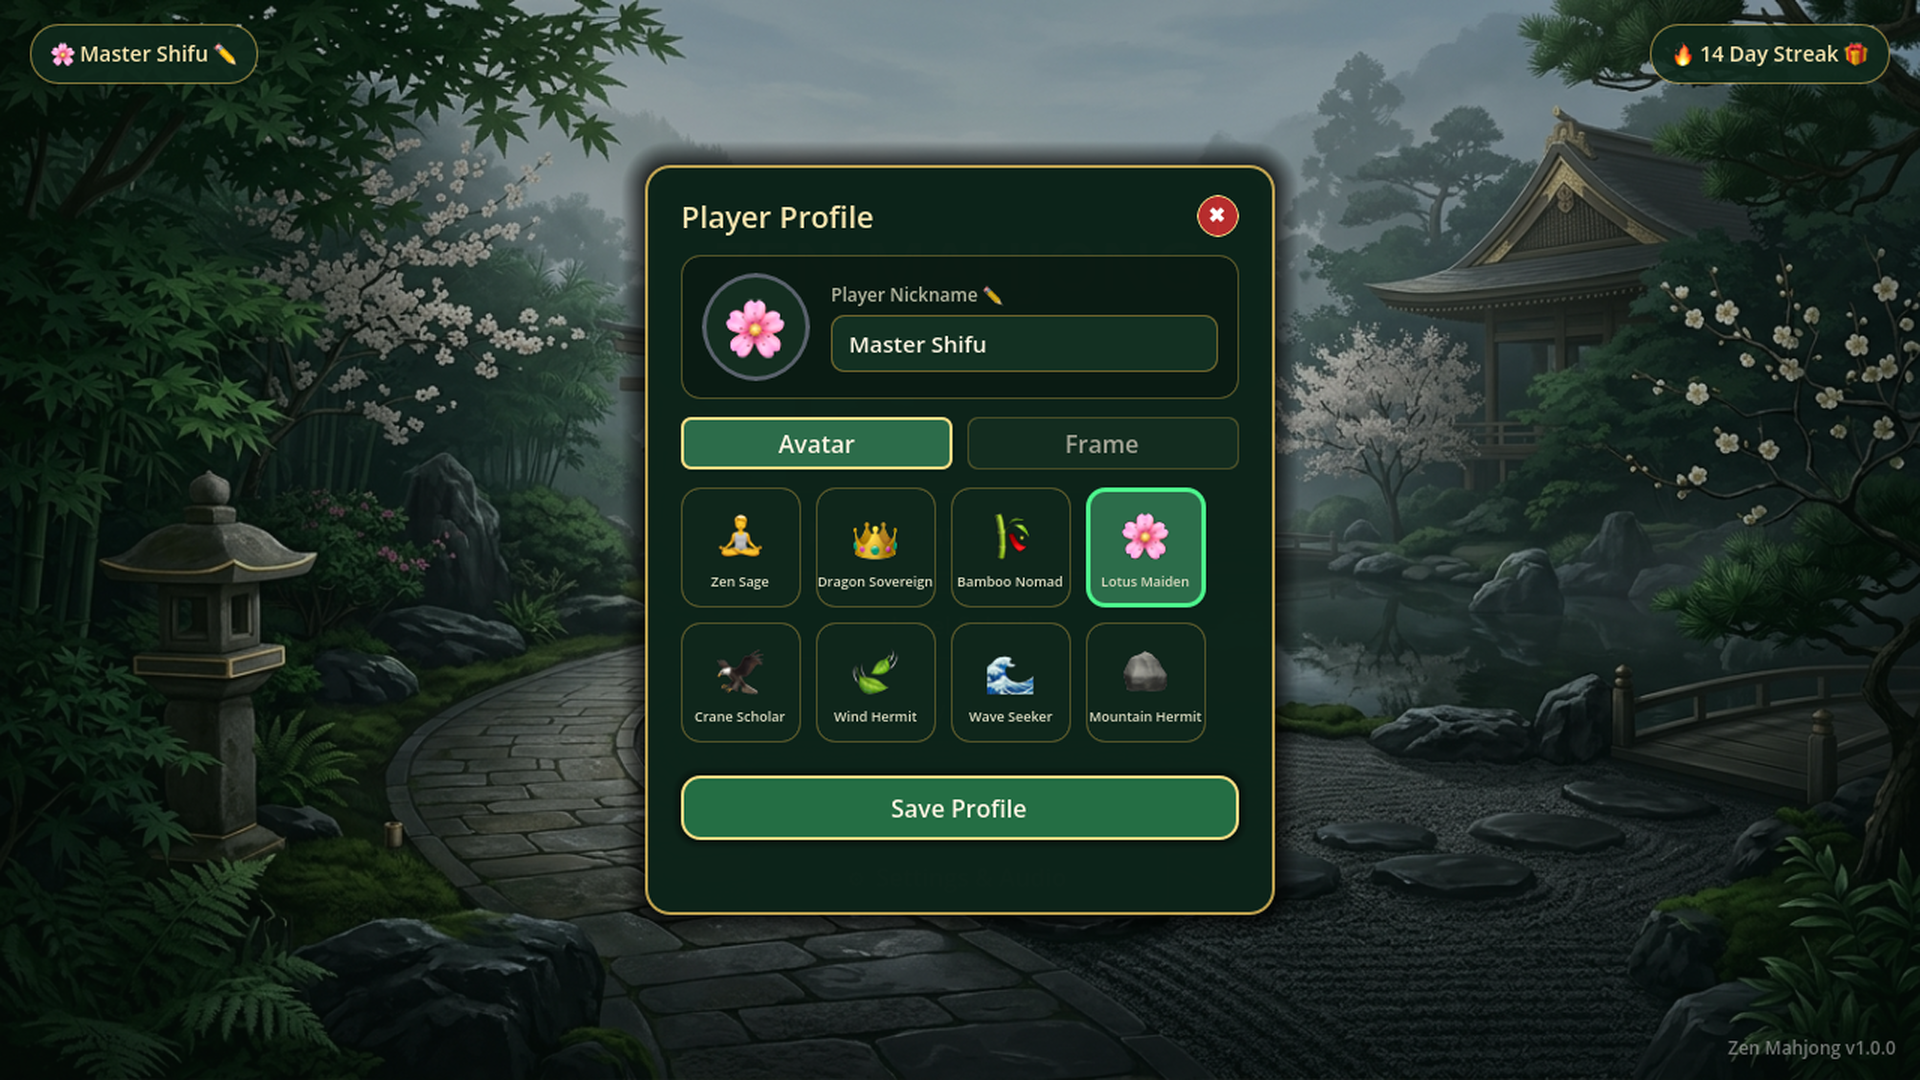 🌸 Master Shifu ✏️
🔥 14 Day Streak 🎁
Player Profile
✖
Player Nickname ✏️
Master Shifu
Avatar
Frame
Zen Sage
Dragon Sovereign
Bamboo Nomad
Lotus Maiden
Crane Scholar
Wind Hermit
Wave Seeker
Mountain Hermit
Save Profile
Zen Mahjong v1.0.0